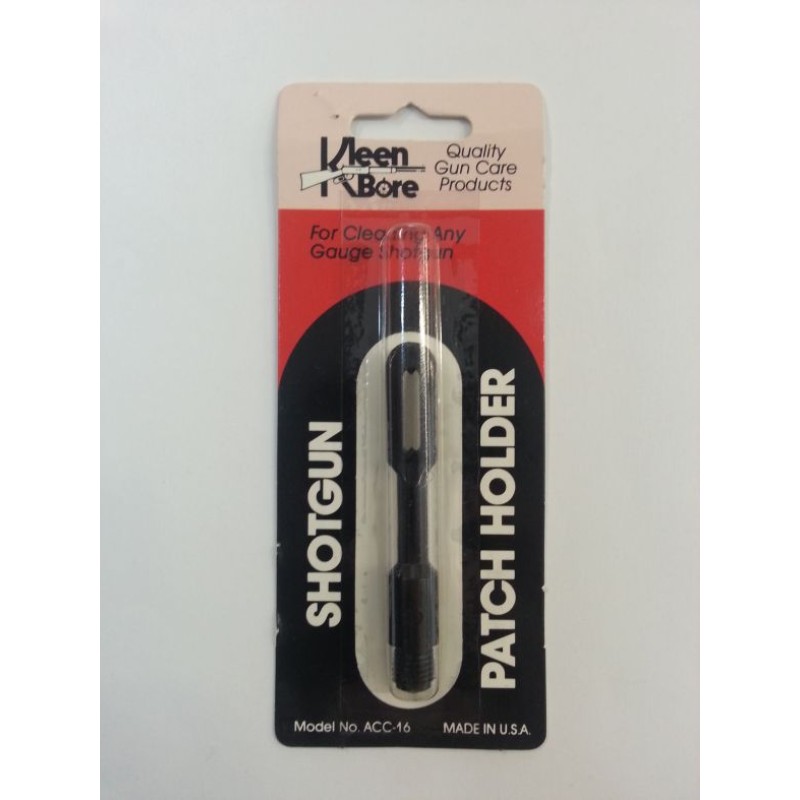 Kleen
Bore
Quality
Gun Care
Products
For Cleaning Any
Gauge Shotgun
SHOTGUN
PATCH HOLDER
Model No. ACC-16
MADE IN U.S.A.